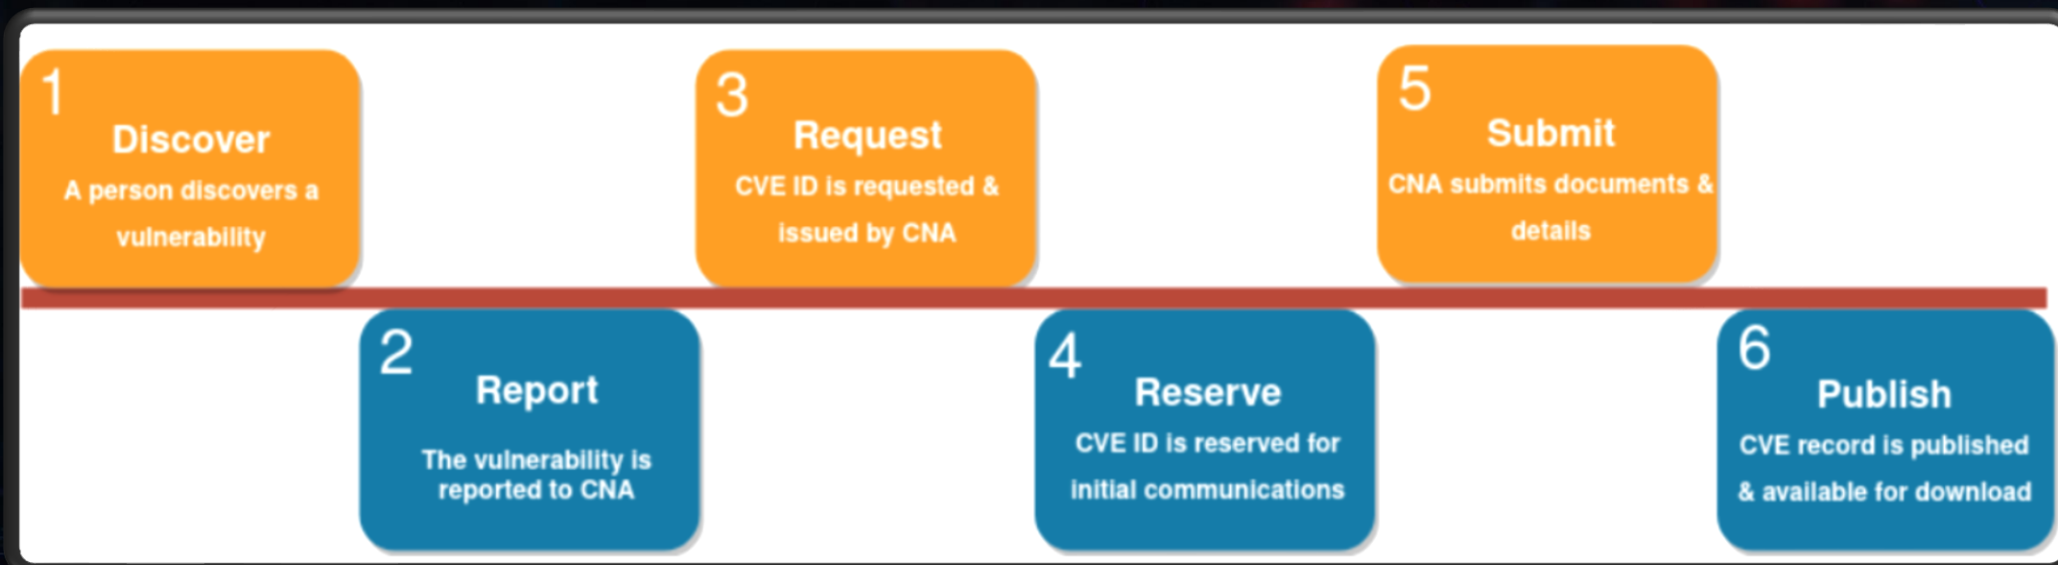 1
Discover
A person discovers a
vulnerability
2
Report
The vulnerability is
reported to CNA
3
Request
CVE ID is requested &
issued by CNA
4
Reserve
CVE ID is reserved for
initial communications
5
Submit
CNA submits documents &
details
6
Publish
CVE record is published
& available for download